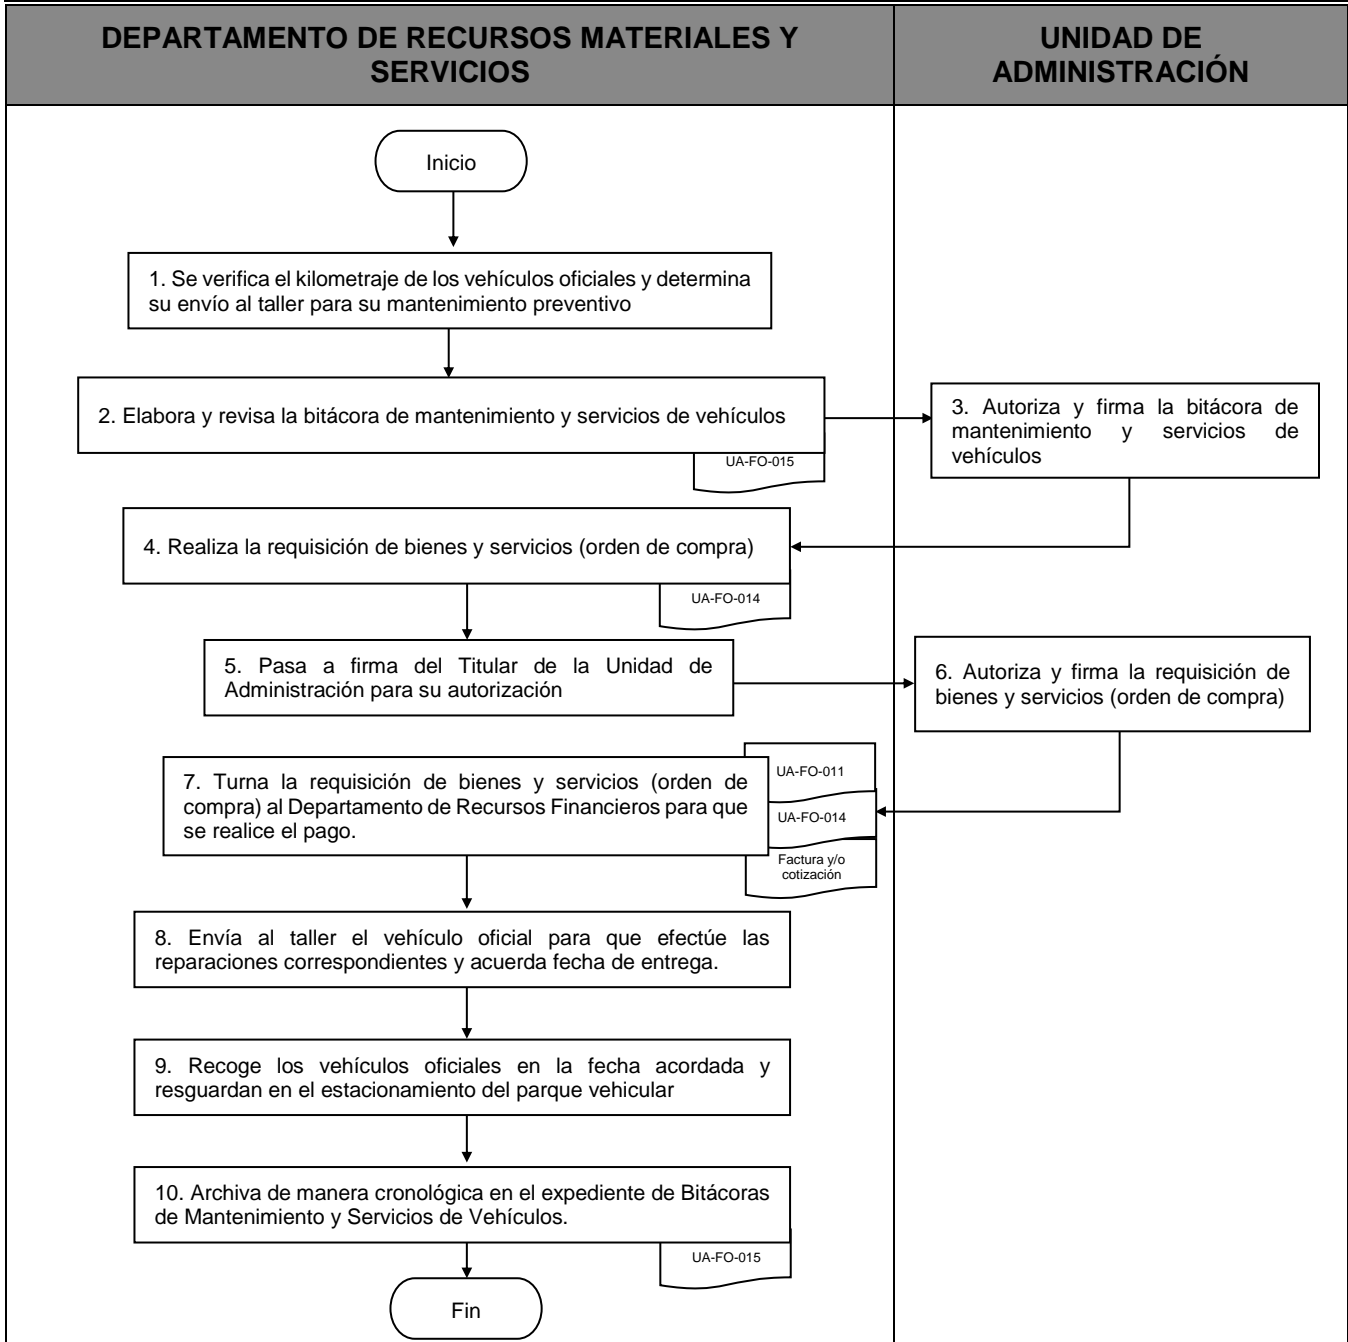 DEPARTAMENTO DE RECURSOS MATERIALES Y
SERVICIOS
UNIDAD DE
ADMINISTRACIÓN
Inicio
1. Se verifica el kilometraje de los vehículos oficiales y determina
su envío al taller para su mantenimiento preventivo
2. Elabora y revisa la bitácora de mantenimiento y servicios de vehículos
UA-FO-015
3. Autoriza y firma la bitácora de
mantenimiento y servicios de
vehículos
4. Realiza la requisición de bienes y servicios (orden de compra)
UA-FO-014
5. Pasa a firma del Titular de la Unidad de
Administración para su autorización
6. Autoriza y firma la requisición de
bienes y servicios (orden de compra)
7. Turna la requisición de bienes y servicios (orden de
compra) al Departamento de Recursos Financieros para que
se realice el pago.
UA-FO-011
UA-FO-014
Factura y/o
cotización
8. Envía al taller el vehículo oficial para que efectúe las
reparaciones correspondientes y acuerda fecha de entrega.
9. Recoge los vehículos oficiales en la fecha acordada y
resguardan en el estacionamiento del parque vehicular
10. Archiva de manera cronológica en el expediente de Bitácoras
de Mantenimiento y Servicios de Vehículos.
UA-FO-015
Fin